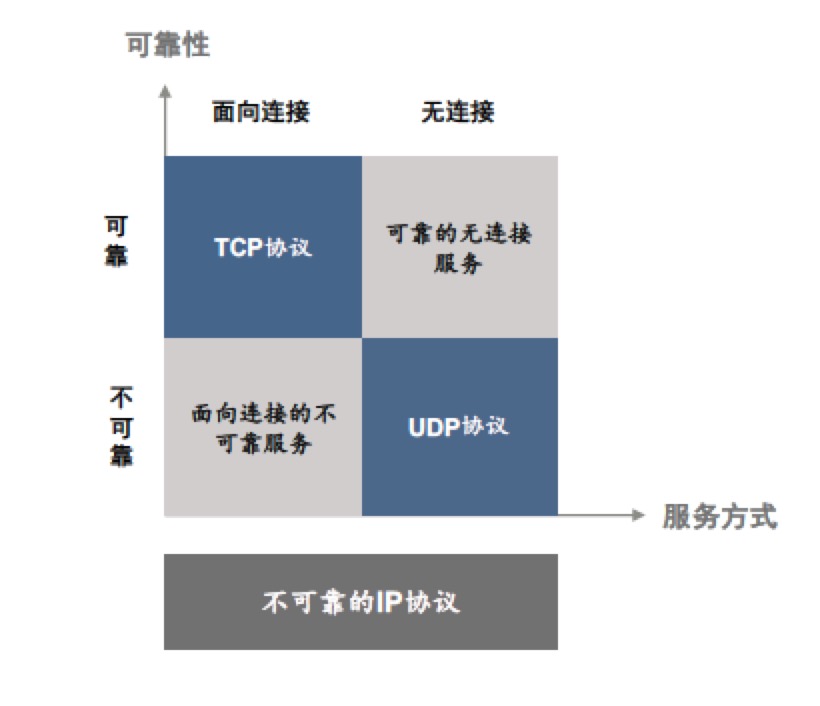 可靠性
面向连接
无连接
可
靠
TCP协议
可靠的无连接
服务
不
可
靠
面向连接的不
可靠服务
UDP协议
服务方式
不可靠的IP协议